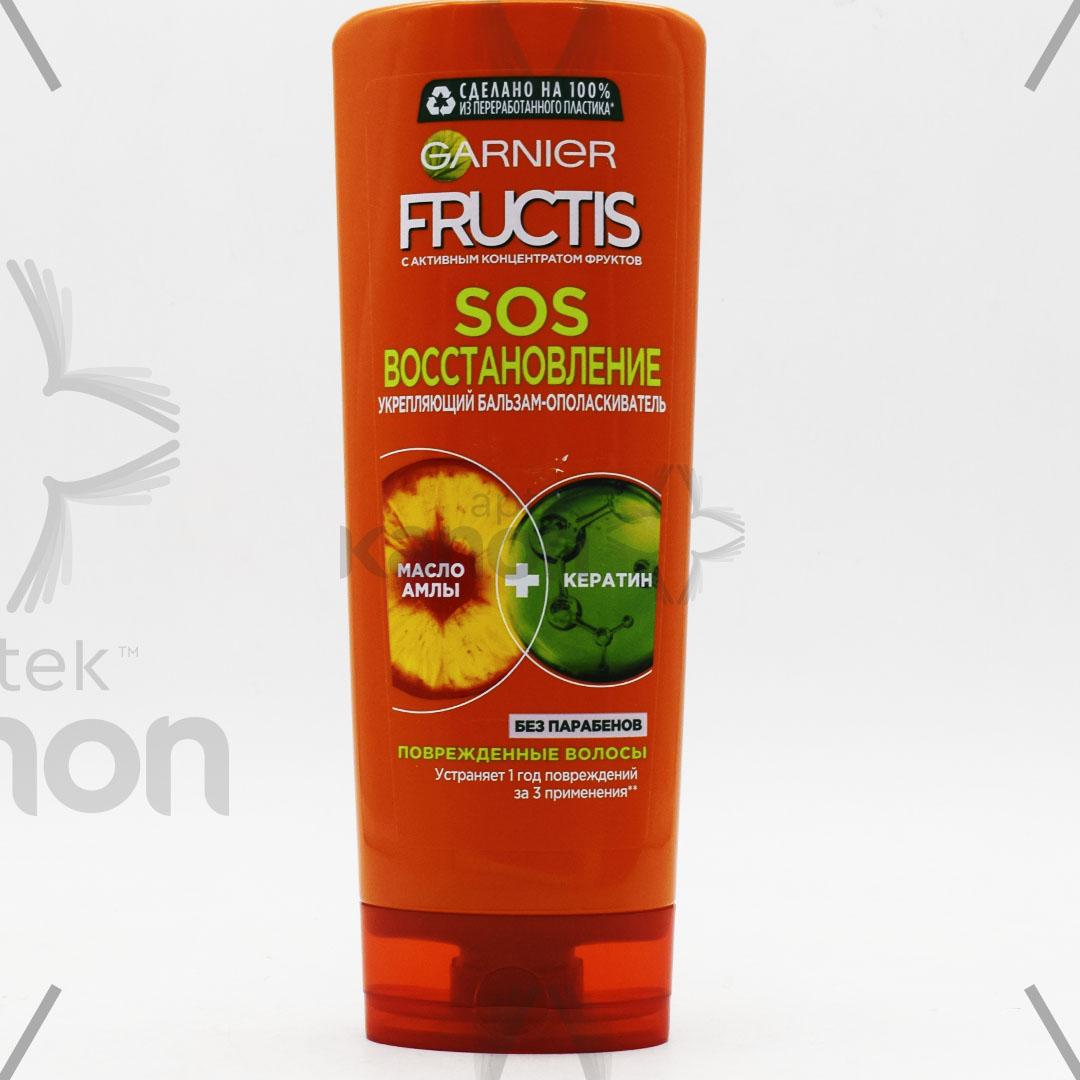 СДЕЛАНО НА 100%
ИЗ ПЕРЕРАБОТАННОГО ПЛАСТИКА*
GARNIER
FRUCTIS
С АКТИВНЫМ КОНЦЕНТРАТОМ ФРУКТОВ
SOS
ВОССТАНОВЛЕНИЕ
УКРЕПЛЯЮЩИЙ БАЛЬЗАМ-ОПОЛАСКИВАТЕЛЬ
МАСЛО
АМЛЫ
+
КЕРАТИН
БЕЗ ПАРАБЕНОВ
ПОВРЕЖДЕННЫЕ ВОЛОСЫ
Устраняет 1 год повреждений
за 3 применения**
tek™